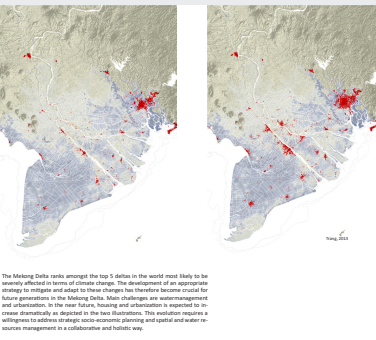 Trang, 2013
The Mekong Delta ranks amongst the top 5 deltas in the world most likely to be
severely affected in terms of climate change. The development of an appropriate
strategy to mitigate and adapt to these changes has therefore become crucial for
future generations in the Mekong Delta. Main challenges are watermanagement
and urbanization. In the near future, housing and urbanization is expected to in-
crease dramatically as depicted in the two illustrations. This evolution requires a
willingness to address strategic socio-economic planning and spatial and water re-
sources management in a collaborative and holistic way.